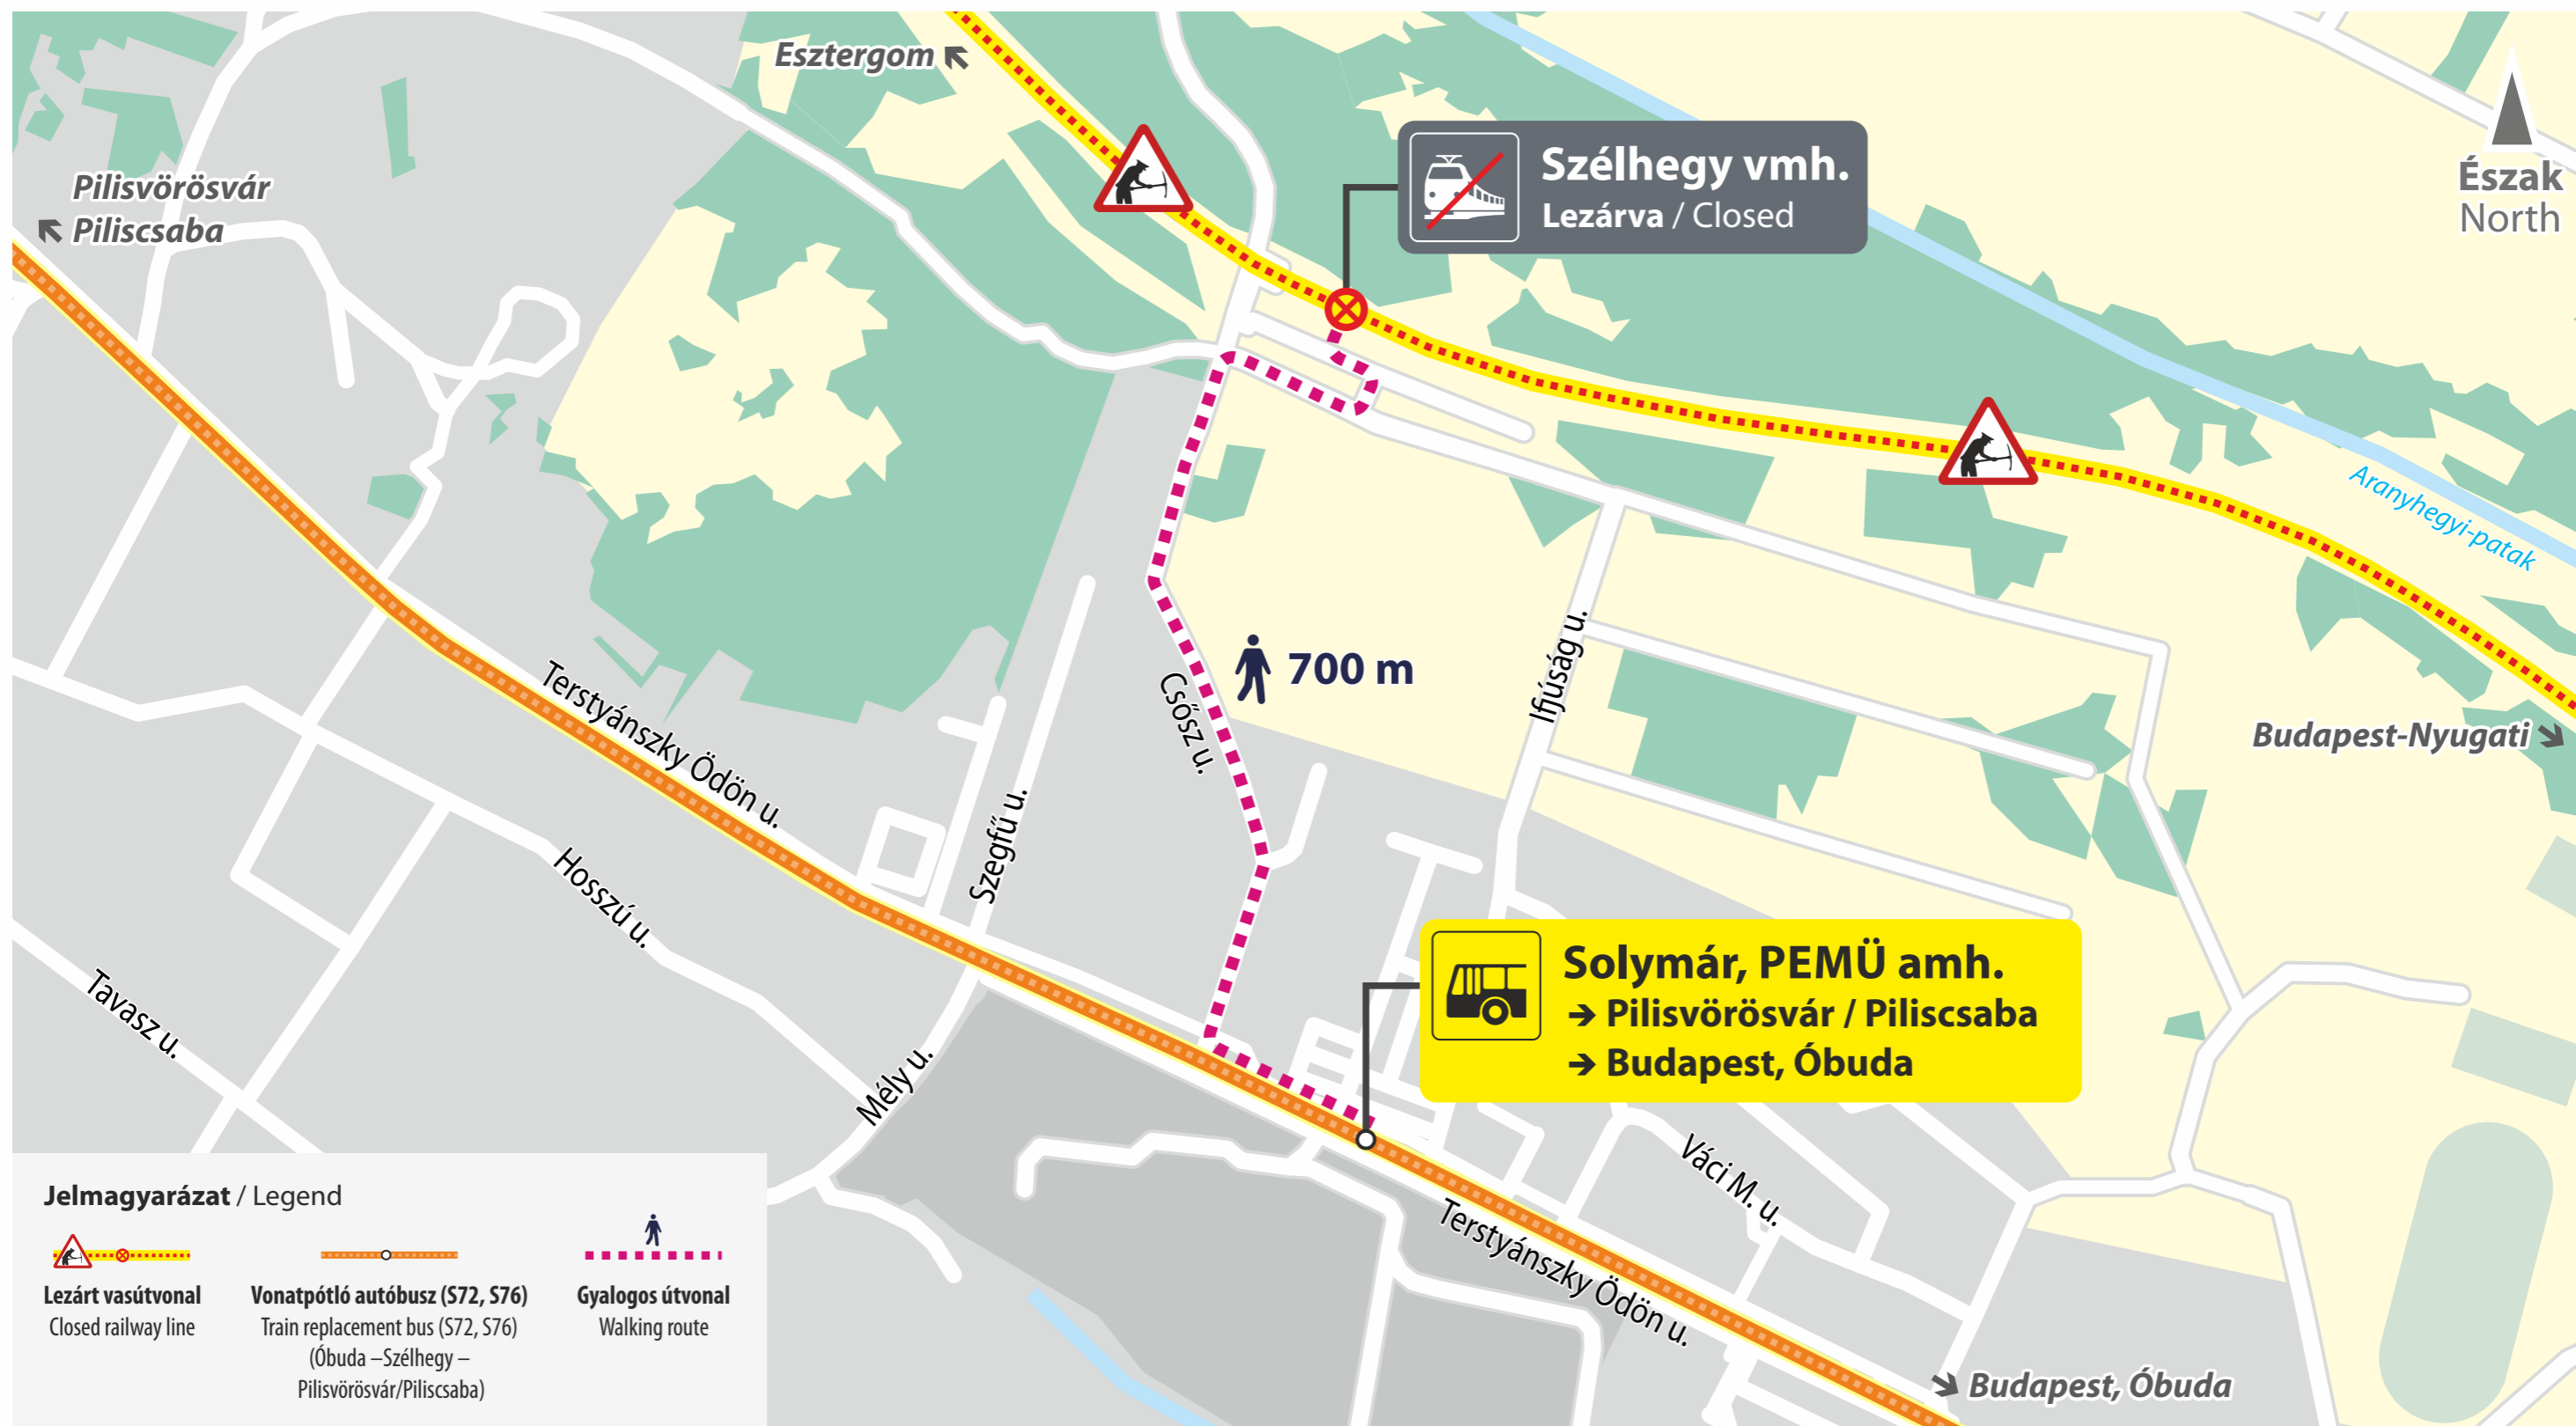 Esztergom
Pilisvörösvár
Piliscsaba
Szélhegy vmh.
Lezárva / Closed
Észak
North
Aranyhegyi-patak
700 m
Ifjúság u.
Csősz u.
Terstyánszky Ödön u.
Budapest-Nyugati
Szegfű u.
Hosszú u.
Solymár, PEMÜ amh.
→ Pilisvörösvár / Piliscsaba
→ Budapest, Óbuda
Tavasz u.
Mély u.
Váci M. u.
Terstyánszky Ödön u.
Budapest, Óbuda
Jelmagyarázat / Legend
Lezárt vasútvonal
Closed railway line
Vonatpótló autóbusz (S72, S76)
Train replacement bus (S72, S76)
(Óbuda –Szélhegy –
Pilisvörösvár/Piliscsaba)
Gyalogos útvonal
Walking route